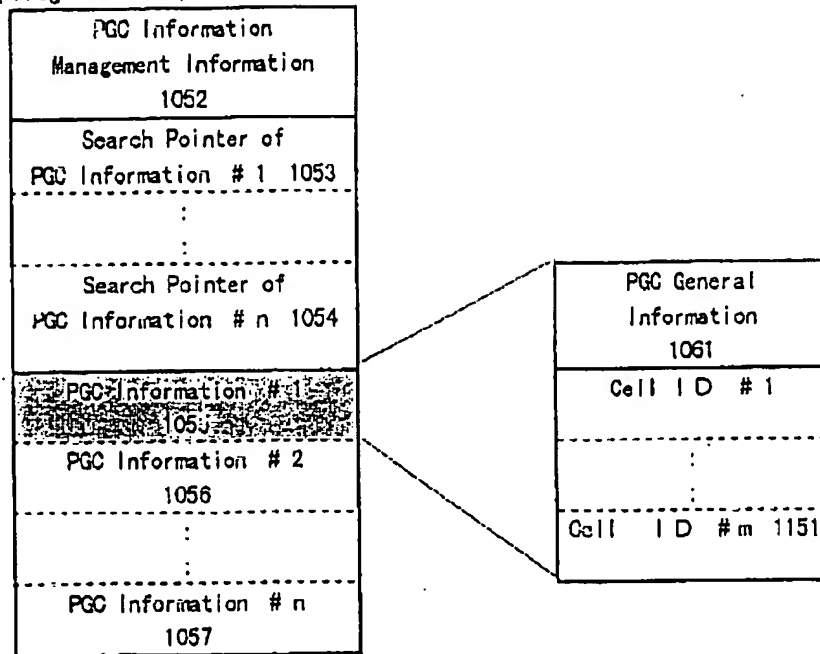 PGC Information
Management Information
1052
Search Pointer of
PGC Information # 1 1053
:
:
Search Pointer of
PGC Information # n 1054
PGC Information # 1
PGC Information # 2
1056
:
:
PGC Information # n
1057
PGC General
Information
1061
Cell ID # 1
:
:
Cell ID # m 1151